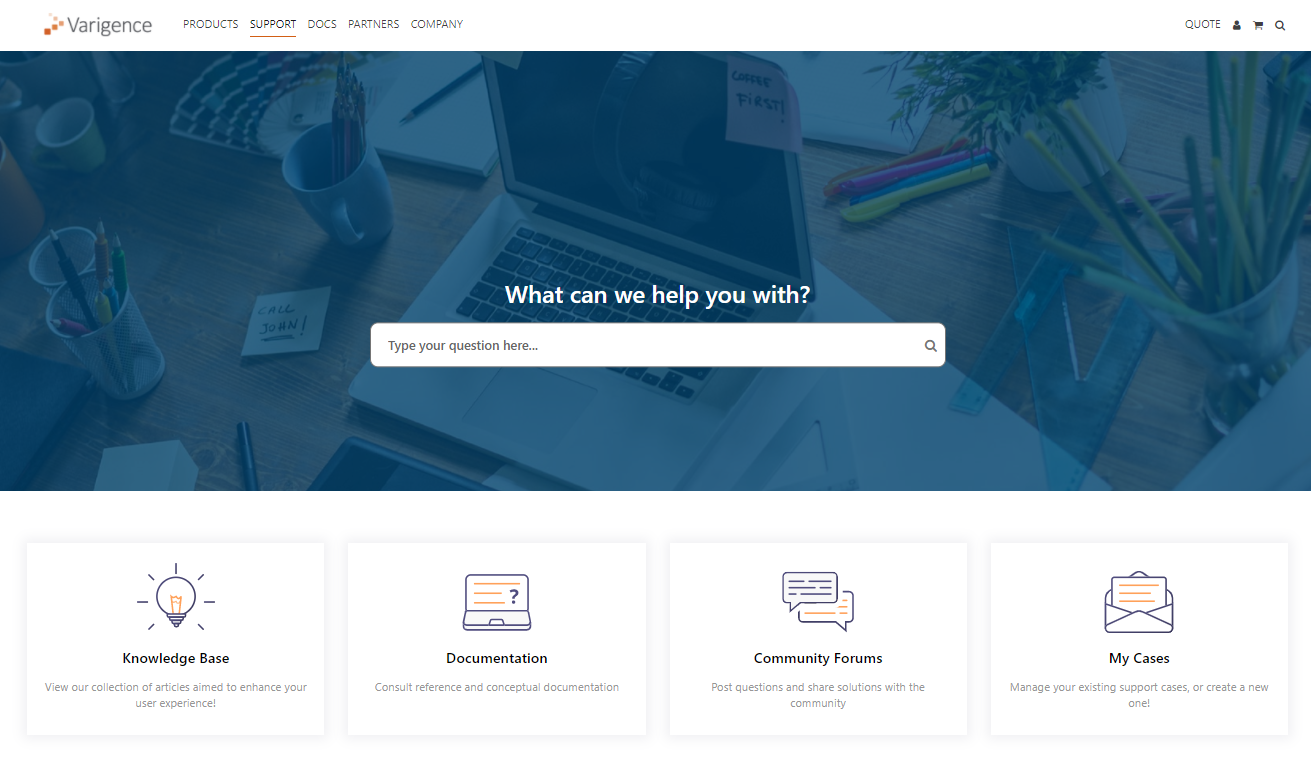 Varigence
PRODUCTS SUPPORT DOCS PARTNERS COMPANY
QUOTE
COFFEE
FIRST!
CALL
JOHN!
What can we help you with?
Type your question here...
?
Knowledge Base
View our collection of articles aimed to enhance your
user experience!
Documentation
Consult reference and conceptual documentation
Community Forums
Post questions and share solutions with the
community
My Cases
Manage your existing support cases, or create a new
one!